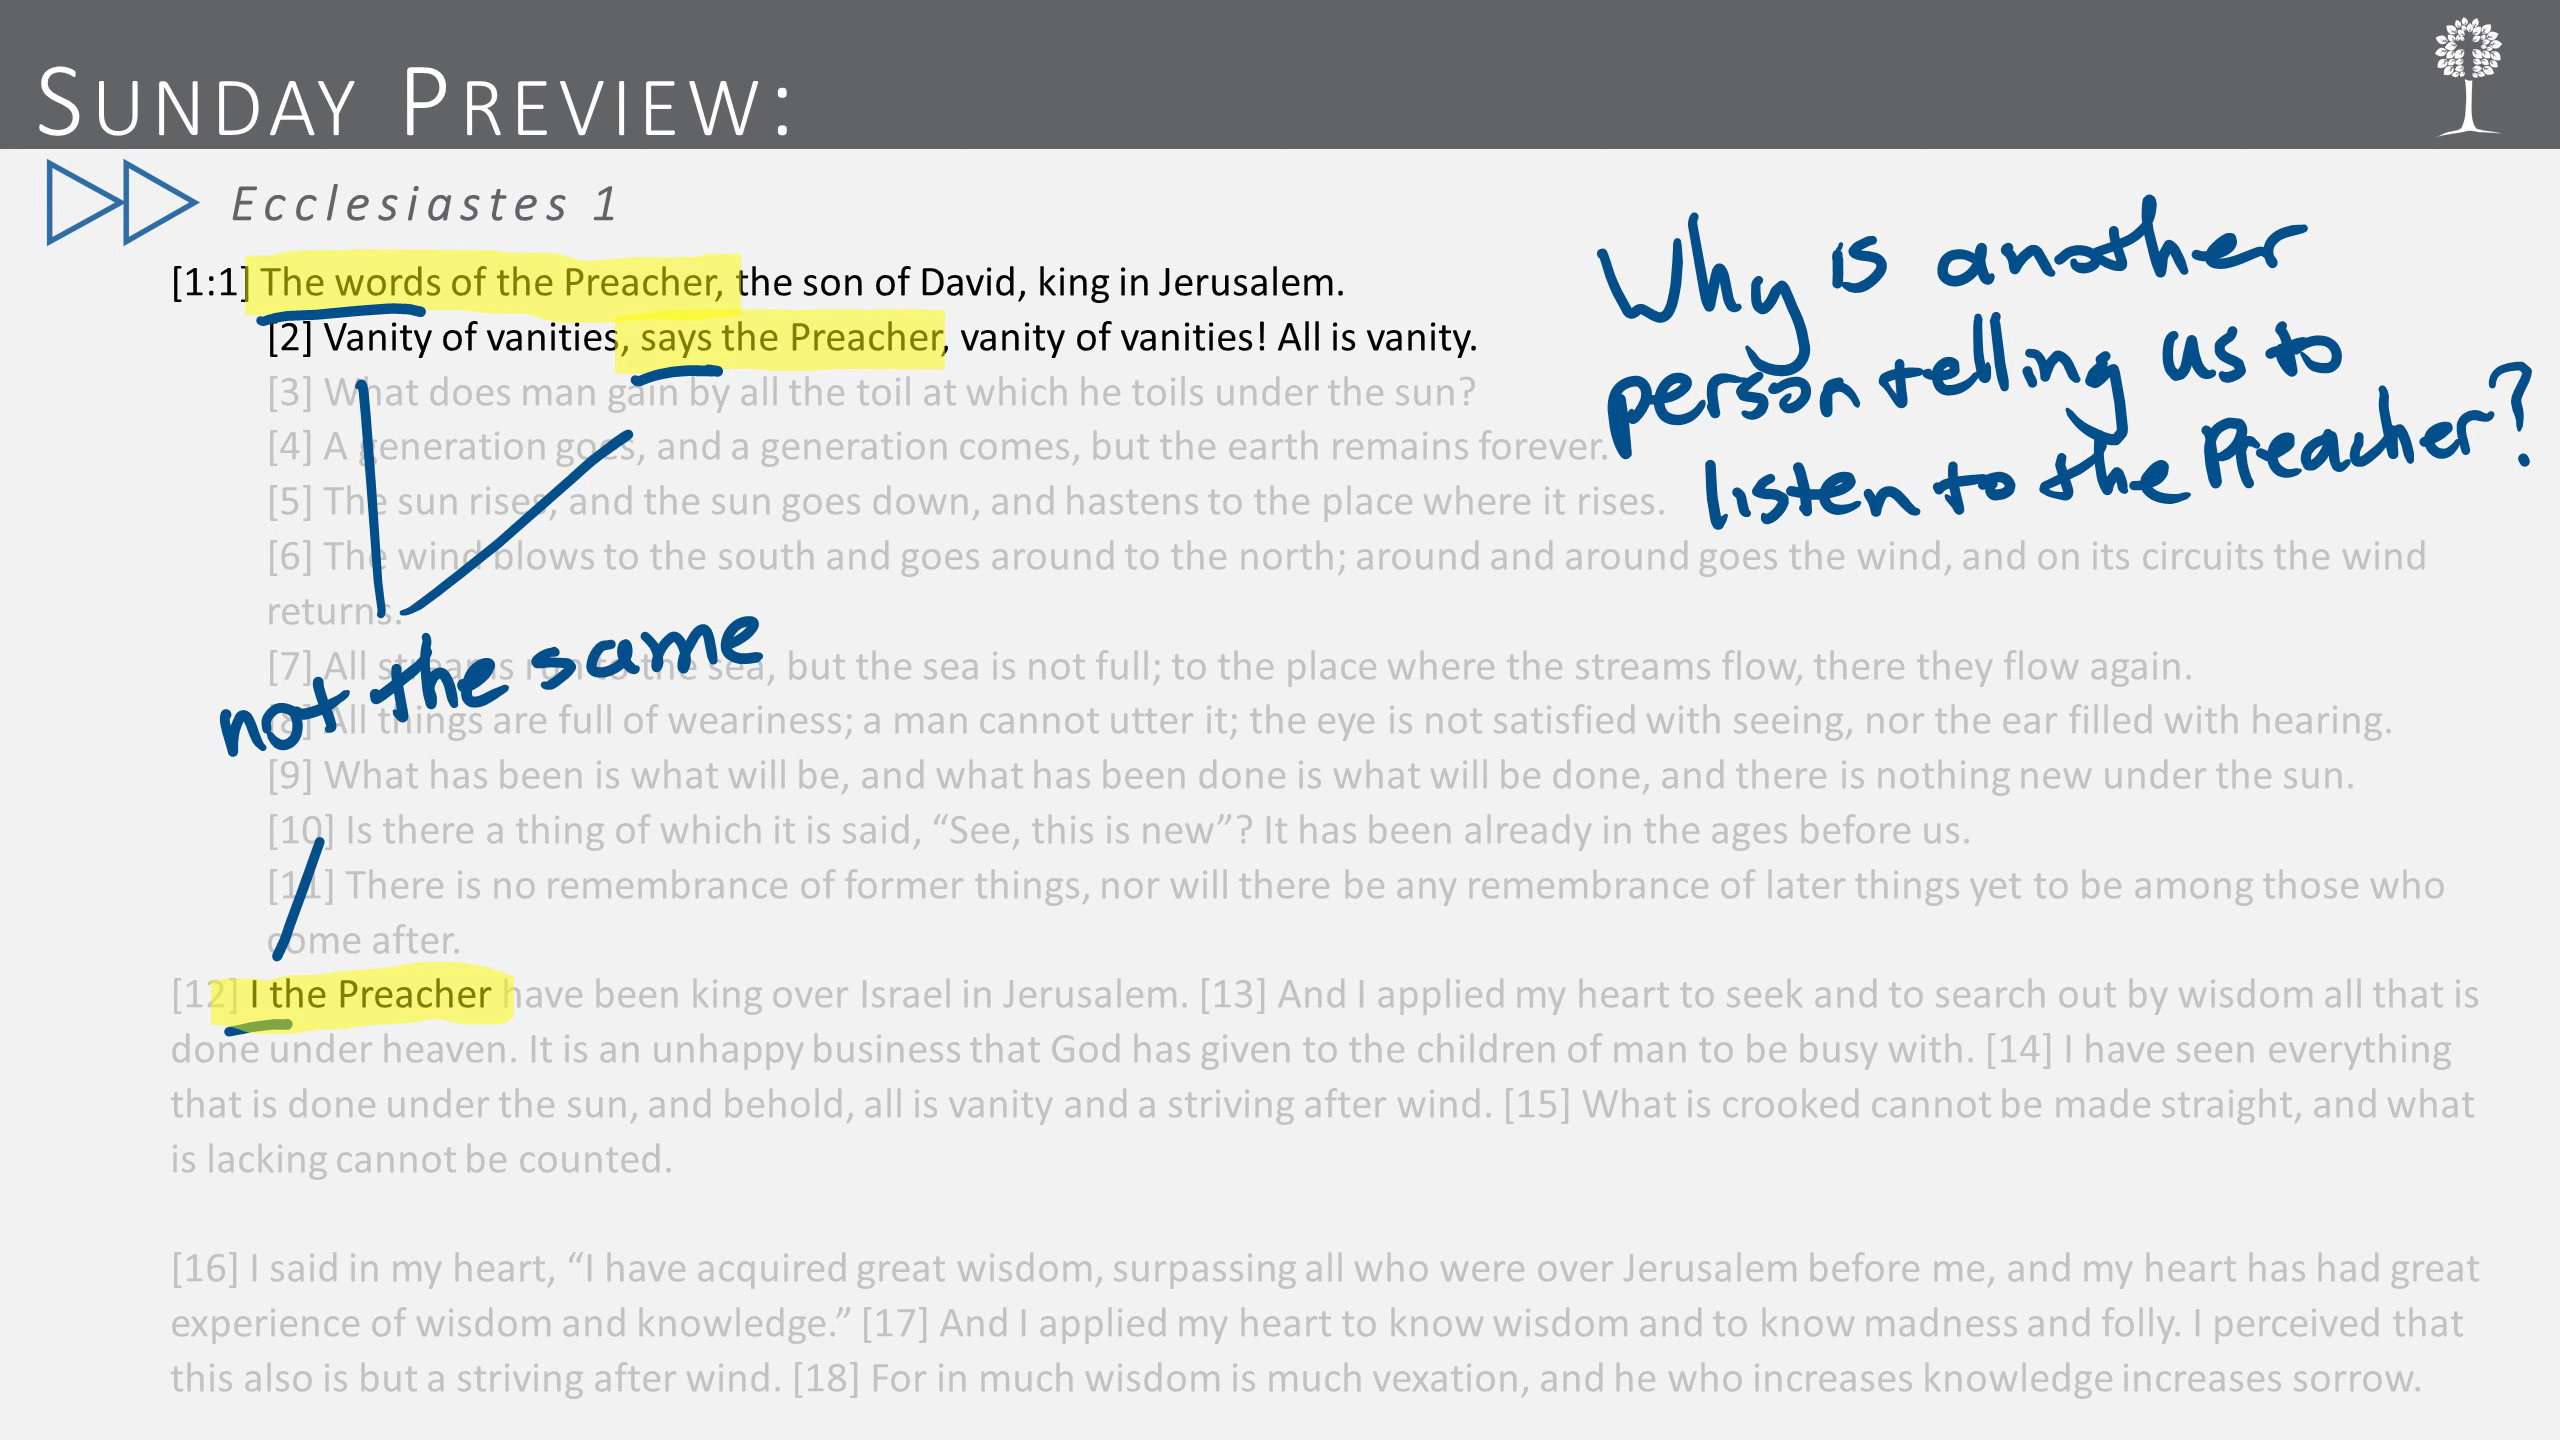 SUNDAY PREVIEW:
Ecclesiastes 1
[1:1] The words of the Preacher, the son of David, king in Jerusalem.
[2] Vanity of vanities, says the Preacher, vanity of vanities! All is vanity.
[3] What does man gain by all the toil at which he toils under the sun?
[4] A generation goes, and a generation comes, but the earth remains forever.
[5] The sun rises, and the sun goes down, and hastens to the place where it rises.
[6] The wind blows to the south and goes around to the north; around and around goes the wind, and on its circuits the wind
returns.
[7] All streams run to the sea, but the sea is not full; to the place where the streams flow, there they flow again.
[8] All things are full of weariness; a man cannot utter it; the eye is not satisfied with seeing, nor the ear filled with hearing.
[9] What has been is what will be, and what has been done is what will be done, and there is nothing new under the sun.
[10] Is there a thing of which it is said, “See, this is new”? It has been already in the ages before us.
[11] There is no remembrance of former things, nor will there be any remembrance of later things yet to be among those who
come after.
[12] I the Preacher have been king over Israel in Jerusalem. [13] And I applied my heart to seek and to search out by wisdom all that is
done under heaven. It is an unhappy business that God has given to the children of man to be busy with. [14] I have seen everything
that is done under the sun, and behold, all is vanity and a striving after wind. [15] What is crooked cannot be made straight, and what
is lacking cannot be counted.
[16] I said in my heart, “I have acquired great wisdom, surpassing all who were over Jerusalem before me, and my heart has had great
experience of wisdom and knowledge.” [17] And I applied my heart to know wisdom and to know madness and folly. I perceived that
this also is but a striving after wind. [18] For in much wisdom is much vexation, and he who increases knowledge increases sorrow.
Why is another
person telling us to
listen to the Preacher?
not the same